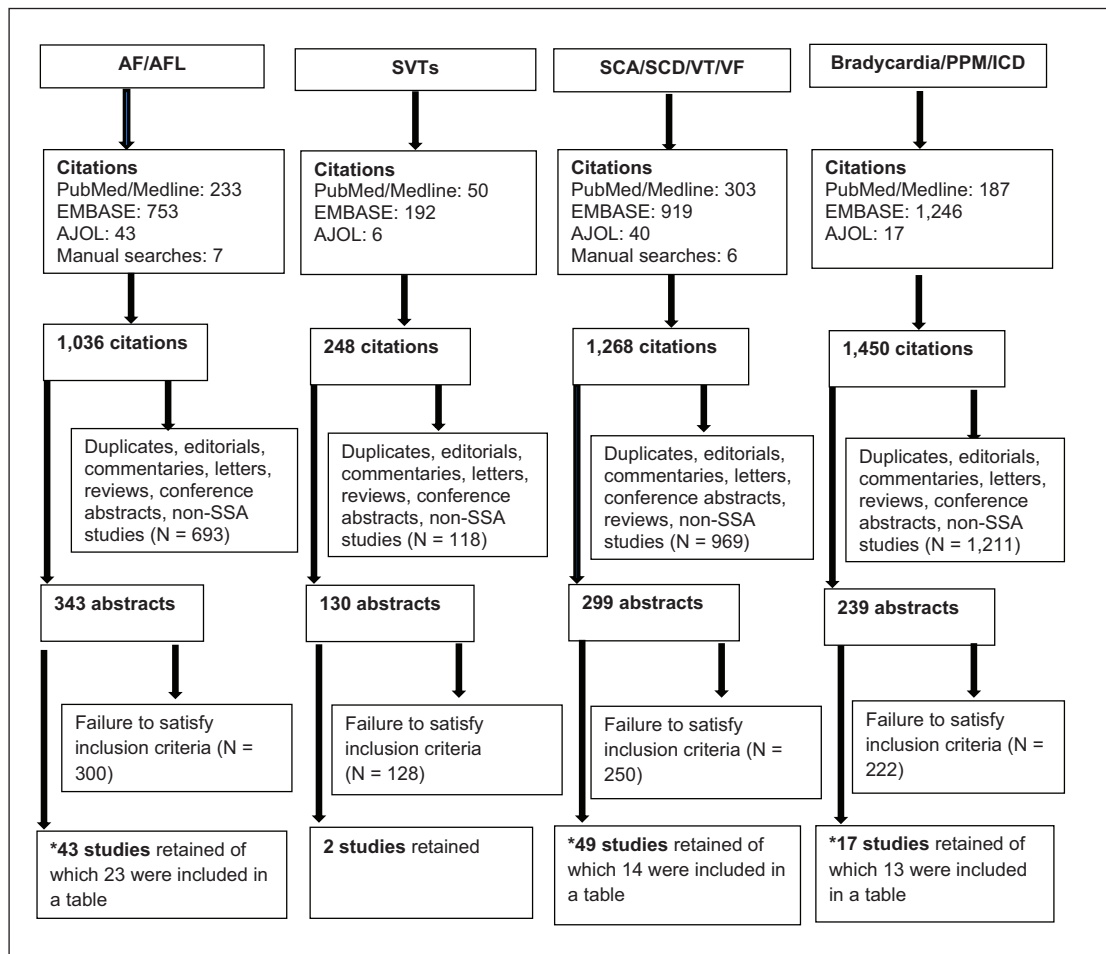 AF/AFL
Citations
PubMed/Medline: 233
EMBASE: 753
AJOL: 43
Manual searches: 7
1,036 citations
Duplicates, editorials,
commentaries, letters,
reviews, conference
abstracts, non-SSA
studies (N = 693)
343 abstracts
Failure to satisfy
inclusion criteria (N =
300)
*43 studies retained of
which 23 were included in
a table
SVTs
Citations
PubMed/Medline: 50
EMBASE: 192
AJOL: 6
248 citations
Duplicates, editorials,
commentaries, letters,
reviews, conference
abstracts, non-SSA
studies (N = 118)
130 abstracts
Failure to satisfy
inclusion criteria
(N = 128)
2 studies retained
SCA/SCD/VT/VF
Citations
PubMed/Medline: 303
EMBASE: 919
AJOL: 40
Manual searches: 6
1,268 citations
Duplicates, editorials,
commentaries, letters,
conference abstracts,
reviews, non-SSA
studies (N = 969)
299 abstracts
Failure to satisfy
inclusion criteria (N =
250)
*49 studies retained of
which 14 were included in
a table
Bradycardia/PPM/ICD
Citations
PubMed/Medline: 187
EMBASE: 1,246
AJOL: 17
1,450 citations
Duplicates, editorials,
commentaries, letters,
reviews, conference
abstracts, non-SSA
studies (N = 1,211)
239 abstracts
Failure to satisfy
inclusion criteria (N =
222)
*17 studies retained of
which 13 were included in
a table